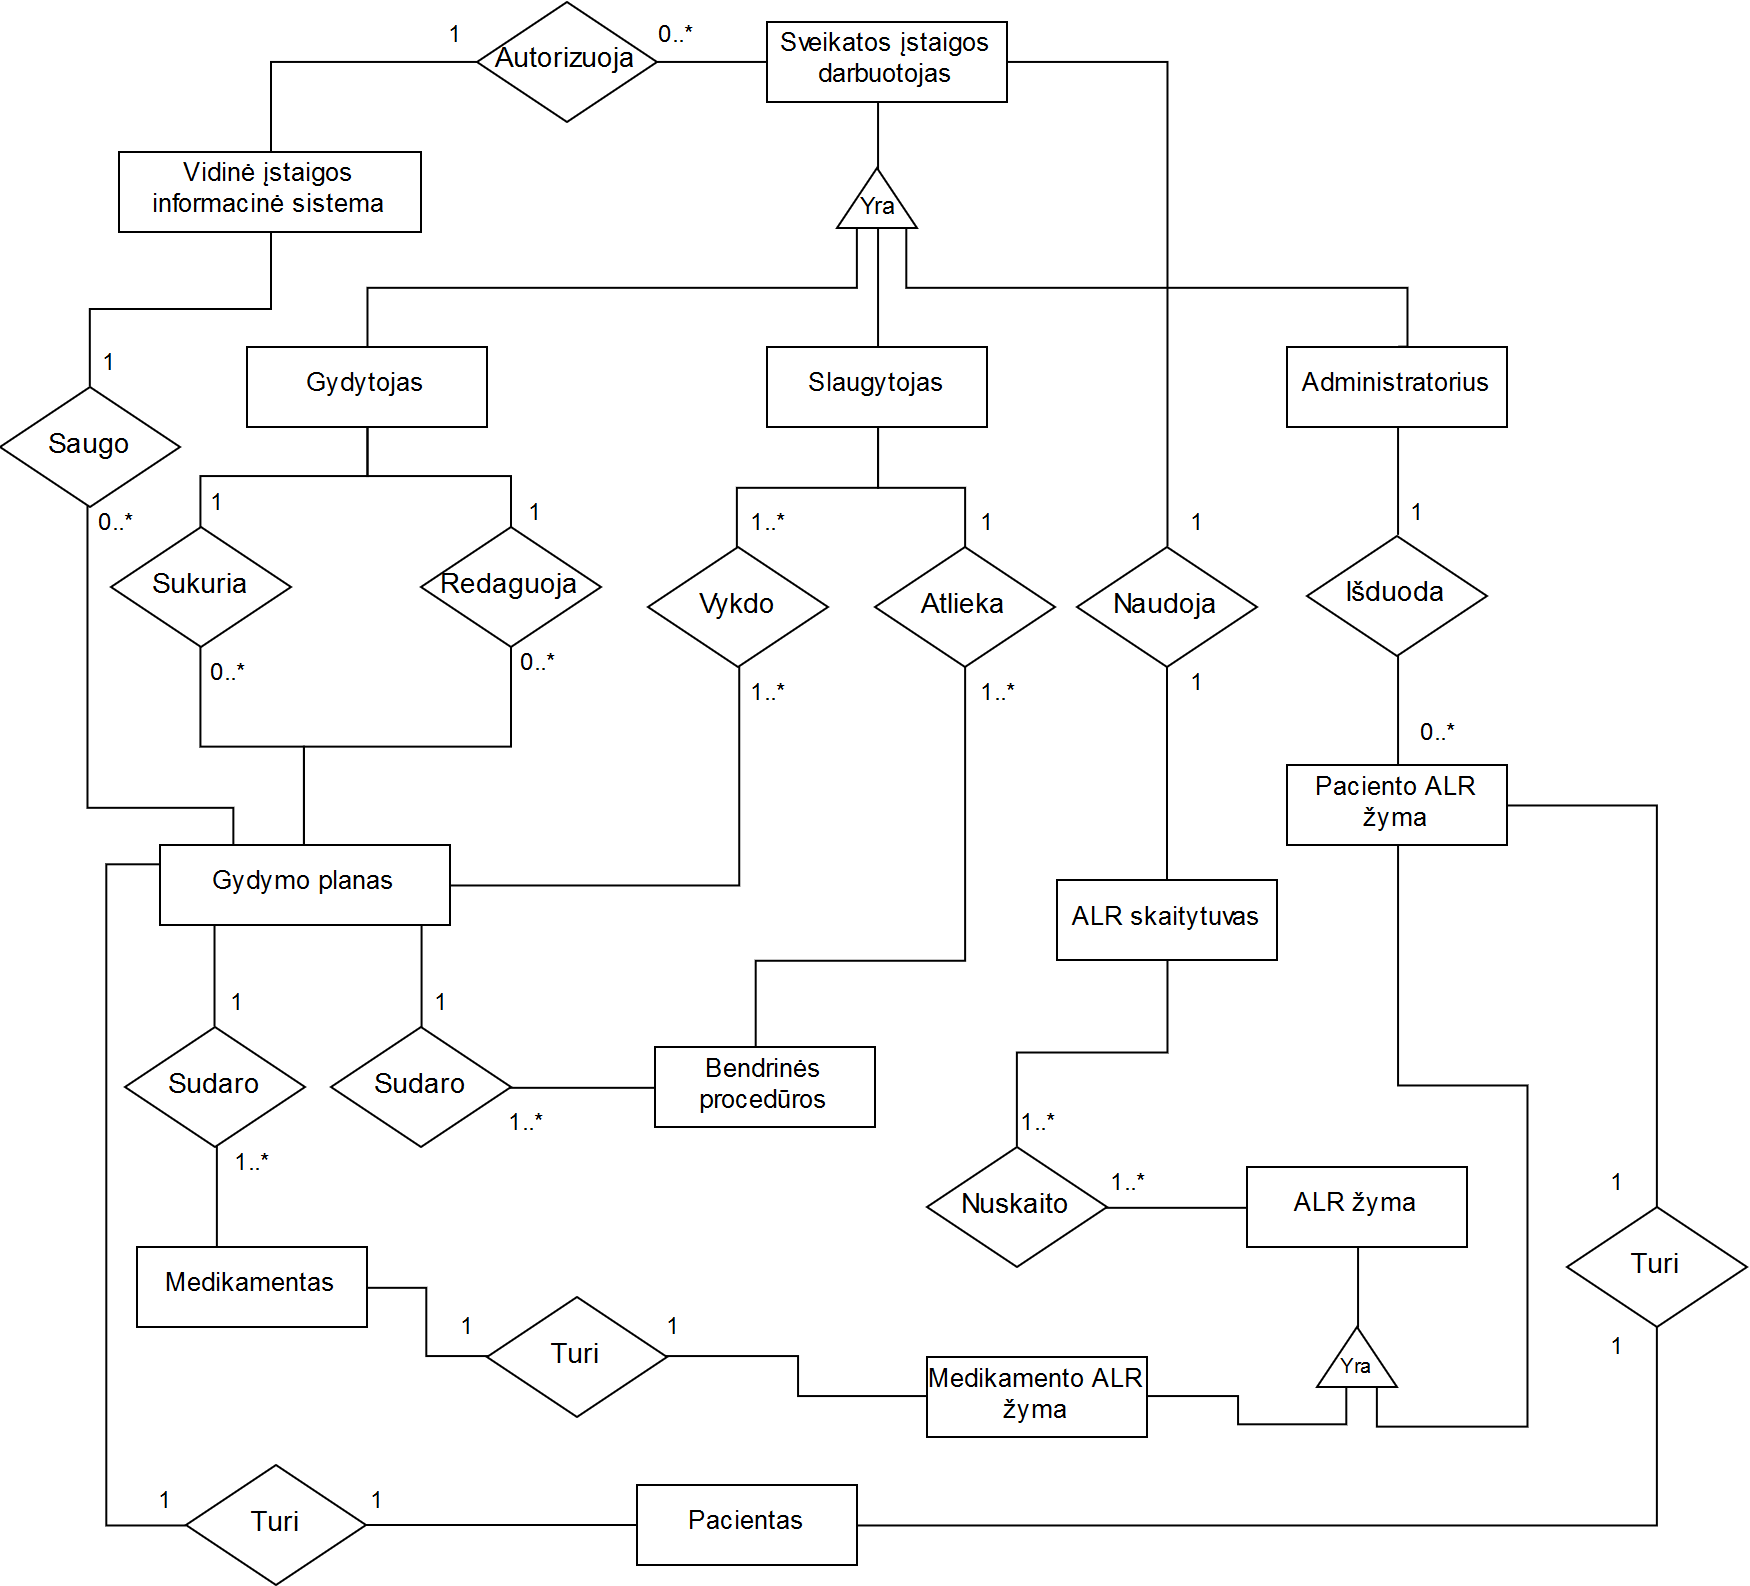 1
Autorizuoja
0..*
Sveikatos įstaigos
darbuotojas
Vidinė įstaigos
informacinė sistema
Yra
1
Gydytojas
Slaugytojas
Administratorius
Saugo
0..*
1
1
1..*
1
1
1
Sukuria
Redaguoja
Vykdo
Atlieka
Naudoja
Išduoda
0..*
0..*
1..*
1..*
1
0..*
Paciento ALR
žyma
Gydymo planas
ALR skaitytuvas
1
1
Sudaro
Sudaro
Bendrinės
procedūros
1..*
1..*
1..*
1..*
1
Nuskaito
ALR žyma
Turi
Medikamentas
1
Turi
1
1
Medikamento ALR
žyma
Yra
1
Turi
1
Pacientas